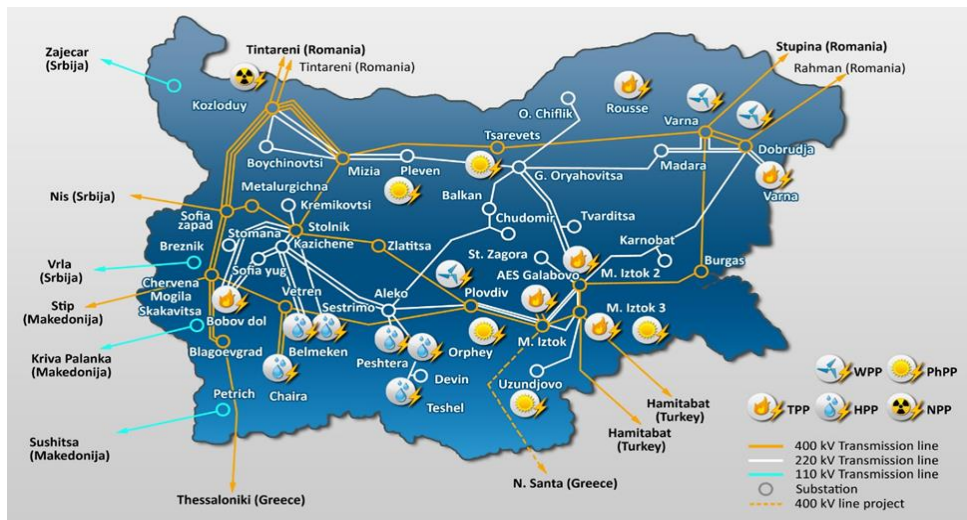 Zajecar
(Srbija)
Tintareni (Romania)
Tintareni (Romania)
Stupina (Romania)
Rahman (Romania)
Kozloduy
Rousse
Varna
O. Chiflik
Tsarevets
Dobrudja
Boychinovtsi
Mizia
Pleven
G. Oryahovitsa
Madara
Varna
Metalurgichna
Nis (Srbija)
Kremikovtsi
Balkan
Sofia
zapad
Stolnik
Chudomir
Tvarditsa
Stomana
Kazichene
Zlatitsa
Karnobat
Breznik
St. Zagora
Vrla
(Srbija)
Sofia yug
AES Galabovo
M. Iztok 2
Burgas
Chervena
Mogila
Skakavitsa
Vetren
Sestrimo
Aleko
Plovdiv
Stip
(Makedonija)
Bobov dol
M. Iztok 3
Blagoevgrad
Belmeken
Peshtera
Orphey
M. Iztok
Kriva Palanka
(Makedonija)
Chaira
Devin
Uzundjovo
WPP
PhPP
Petrich
Teshel
Hamitabat
(Turkey)
TPP
HPP
NPP
Sushitsa
(Makedonija)
Hamitabat
(Turkey)
400 kV Transmission line
220 kV Transmission line
110 kV Transmission line
Substation
400 kV line project
Thessaloniki (Greece)
N. Santa (Greece)